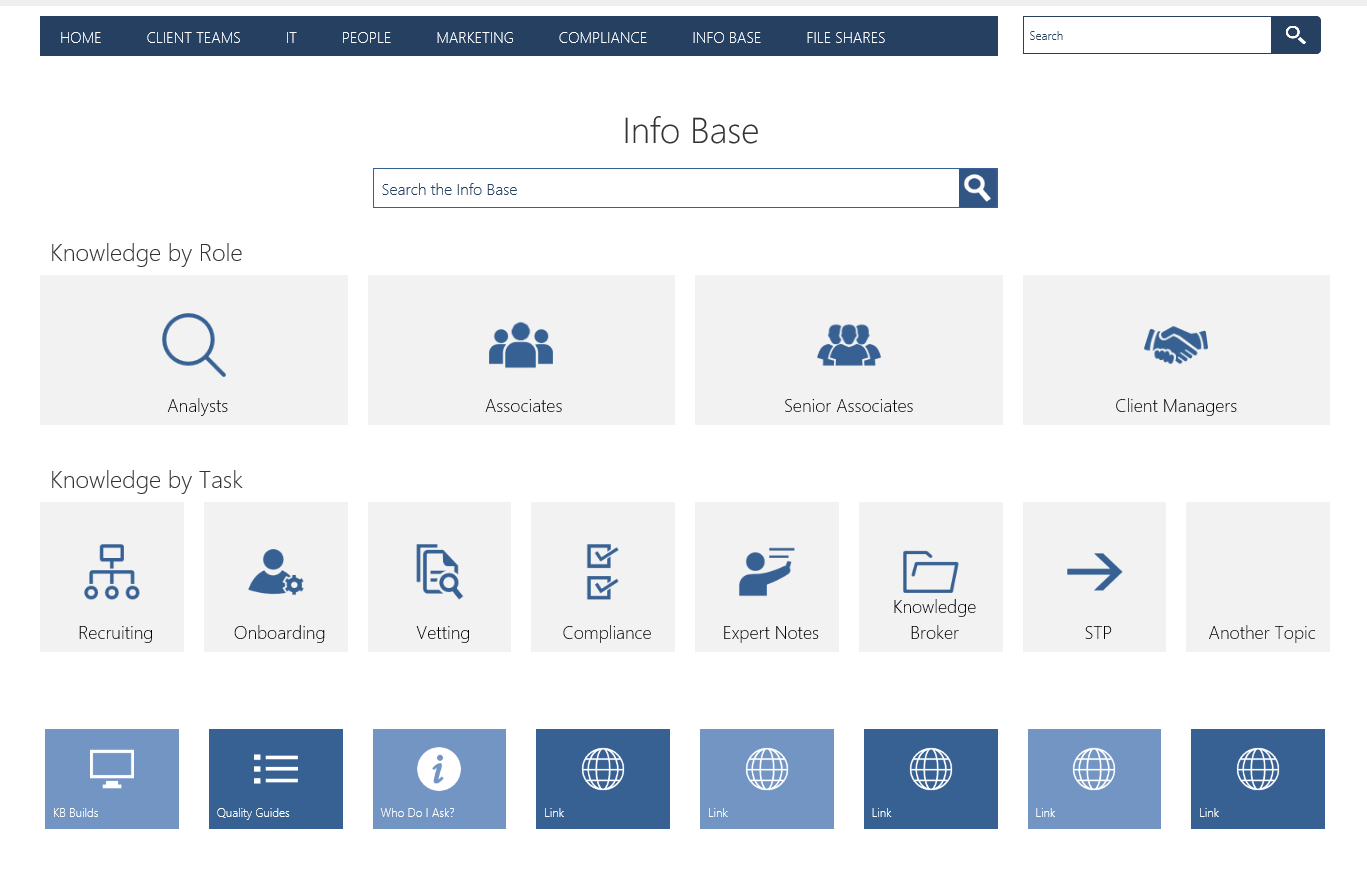 HOME CLIENT TEAMS IT PEOPLE MARKETING COMPLIANCE INFO BASE FILE SHARES Search
Info Base
Search the Info Base
Knowledge by Role
Analysts Associates Senior Associates Client Managers
Knowledge by Task
Recruiting Onboarding Vetting Compliance Expert Notes Knowledge Broker STP Another Topic
KB Builds Quality Guides Who Do I Ask? Link Link Link Link Link